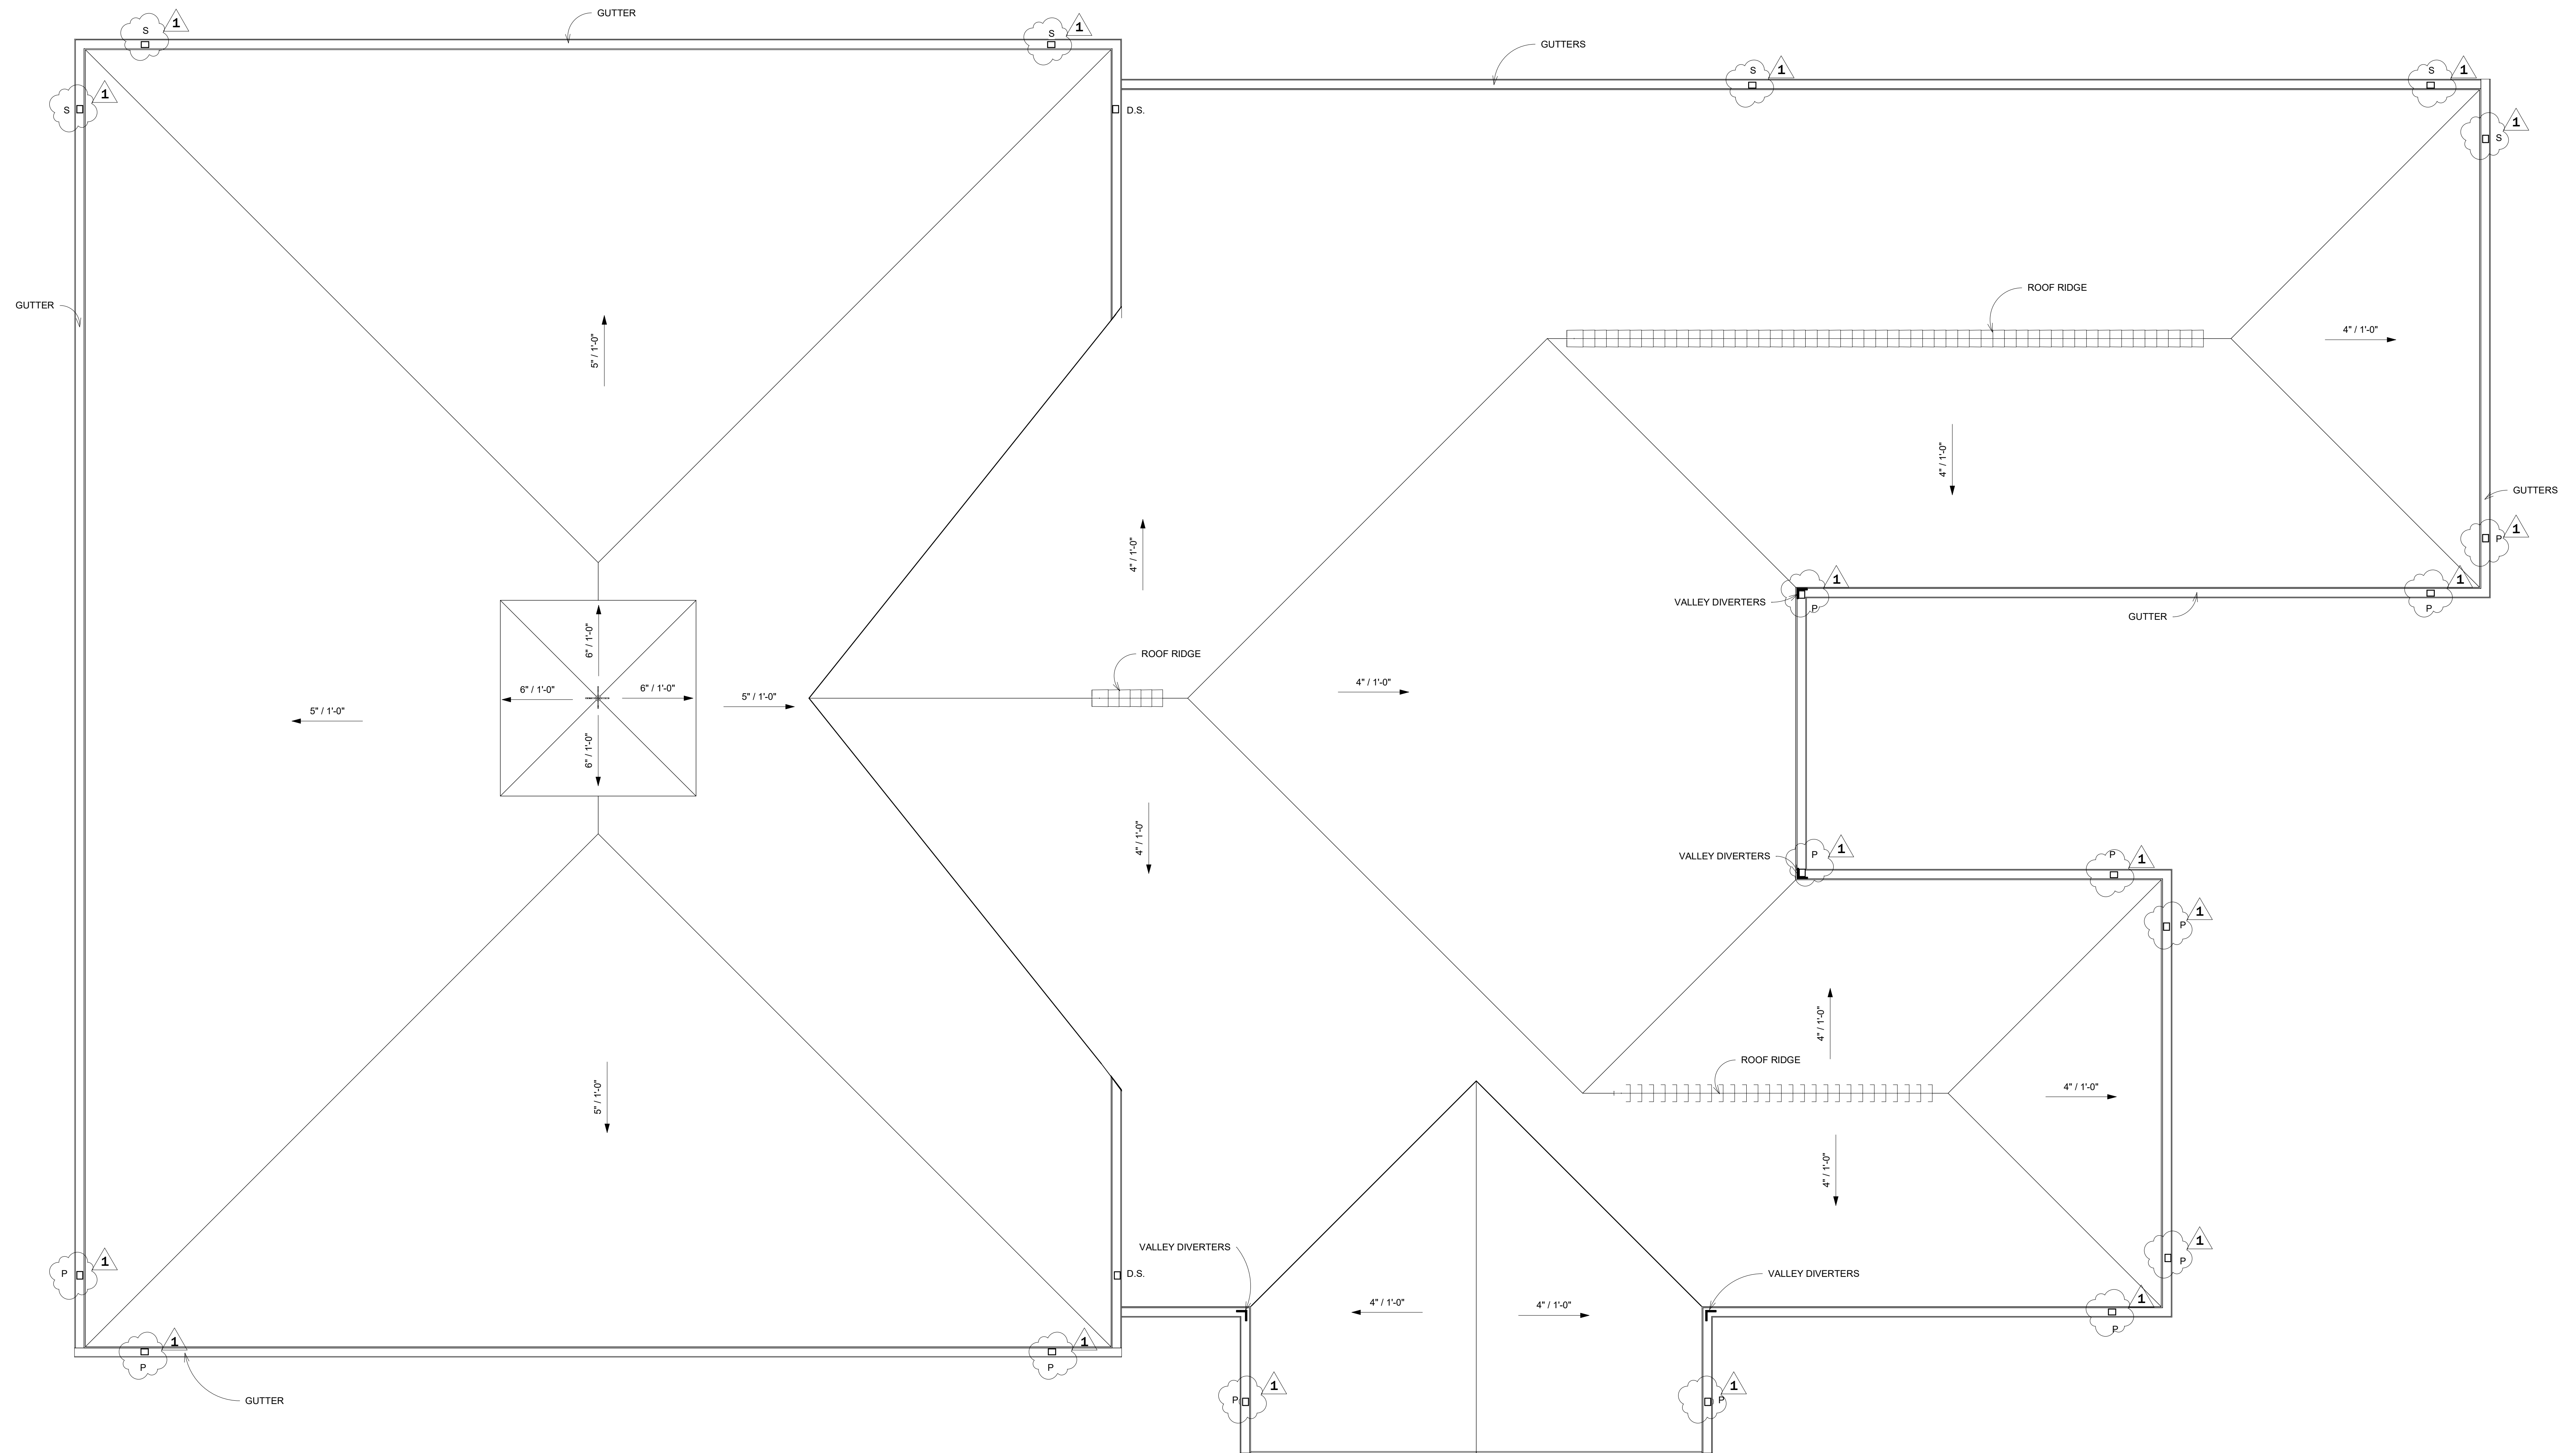 GUTTER
S
1
S
1
GUTTERS
S
1
S
1
S
1
D.S.
S
1
ROOF RIDGE
GUTTER
5" / 1'-0"
4" / 1'-0"
4" / 1'-0"
GUTTERS
1
P
4" / 1'-0"
1
P
VALLEY DIVERTERS
1
P
GUTTER
6" / 1'-0"
ROOF RIDGE
6" / 1'-0"
6" / 1'-0"
5" / 1'-0"
4" / 1'-0"
5" / 1'-0"
6" / 1'-0"
4" / 1'-0"
VALLEY DIVERTERS
P
1
P
1
P
1
4" / 1'-0"
ROOF RIDGE
5" / 1'-0"
4" / 1'-0"
4" / 1'-0"
VALLEY DIVERTERS
P
1
D.S.
VALLEY DIVERTERS
P
1
4" / 1'-0"
4" / 1'-0"
1
P
1
P
1
P
GUTTER
P
1
P
1